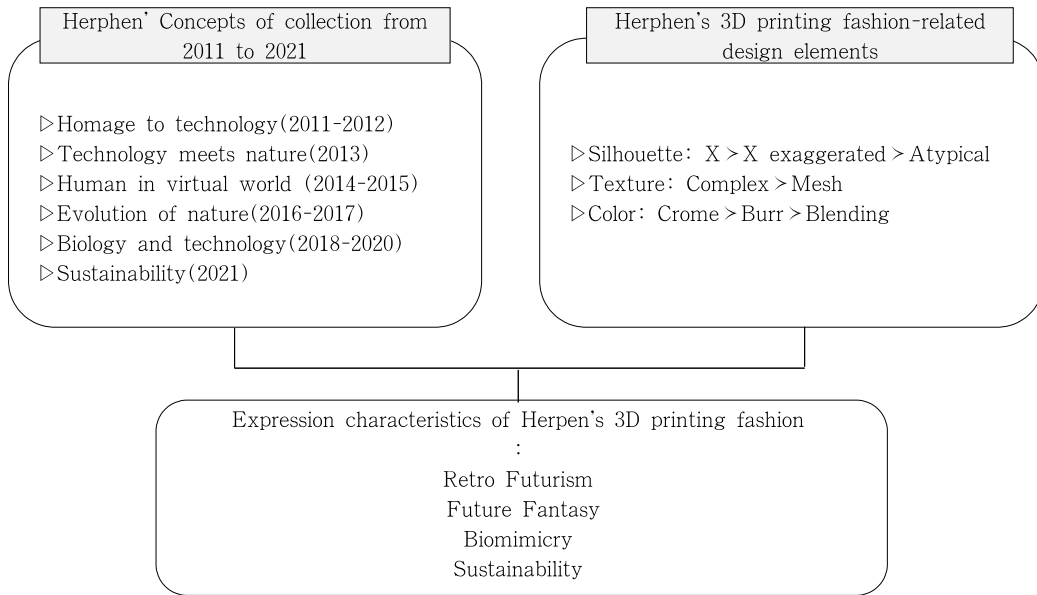 Herphen' Concepts of collection from
2011 to 2021
▷Homage to technology(2011-2012)
▷Technology meets nature(2013)
▷Human in virtual world (2014-2015)
▷Evolution of nature(2016-2017)
▷Biology and technology(2018-2020)
▷Sustainability(2021)
Herphen's 3D printing fashion-related
design elements
▷Silhouette: X＞X exaggerated＞Atypical
▷Texture: Complex＞Mesh
▷Color: Crome＞Burr＞Blending
Expression characteristics of Herpen's 3D printing fashion
:
Retro Futurism
Future Fantasy
Biomimicry
Sustainability